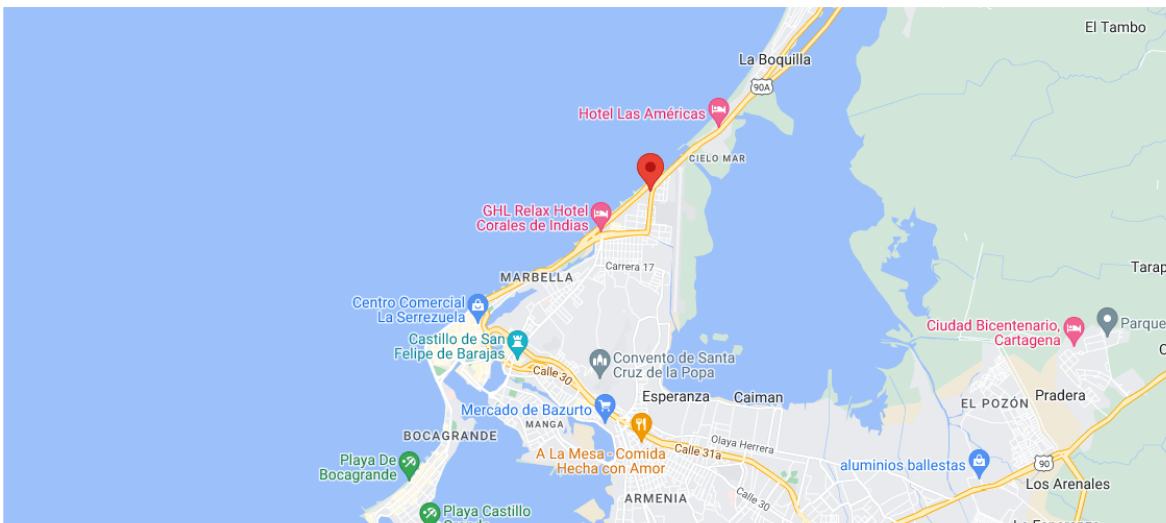 El Tambo
La Boquilla
90A
Hotel Las Américas
CIELO MAR
GHL Relax Hotel
Corales de Indias
Carrera 17
Tarap
MARBELLA
Centro Comercial
La Serrezuela
Ciudad Bicentenario,
Cartagena
Parque
Castillo de San
Felipe de Barajas
Convento de Santa
Cruz de la Popa
Calle 30
Esperanza
Caiman
Pradera
EL POZÓN
Mercado de Bazurto
MANGA
BOCAGRANDE
Olaya Herrera
A La Mesa - Comida
Hecha con Amor
Calle 31a
Playa De
Bocagrande
aluminios ballestas
90
Los Arenales
Calle 30
ARMENIA
Playa Castillo